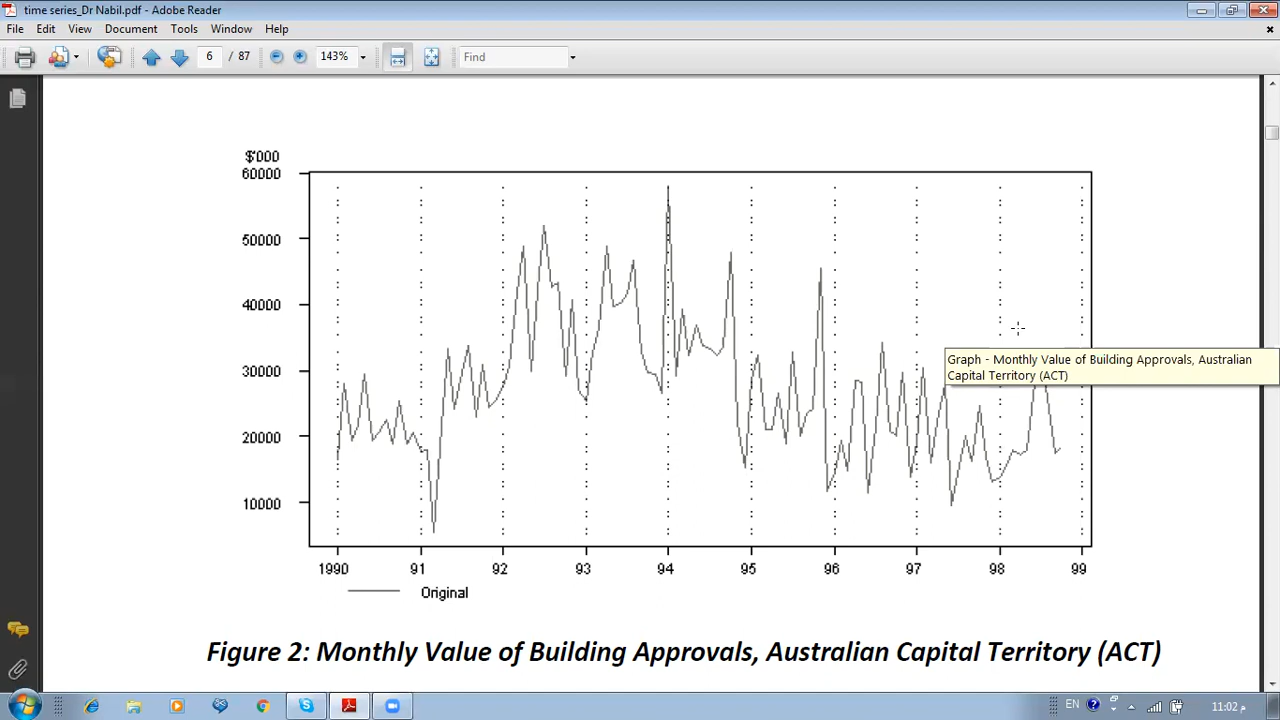 time series_Dr Nabil.pdf - Adobe Reader
File Edit View Document Tools Window Help
6 / 87 143% Find
$'000
60000
50000
40000
30000
20000
10000
Graph - Monthly Value of Building Approvals, Australian
Capital Territory (ACT)
1990 91 92 93 94 95 96 97 98 99
Original
Figure 2: Monthly Value of Building Approvals, Australian Capital Territory (ACT)
EN 11:02 م